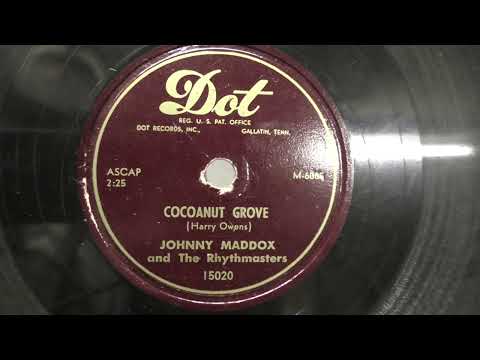 Dot
REG. U. S. PAT. OFFICE
DOT RECORDS, INC., GALLATIN, TENN.
ASCAP
2:25
COCOANUT GROVE
(Harry Owens)
JOHNNY MADDOX
and The Rhythmasters
15020